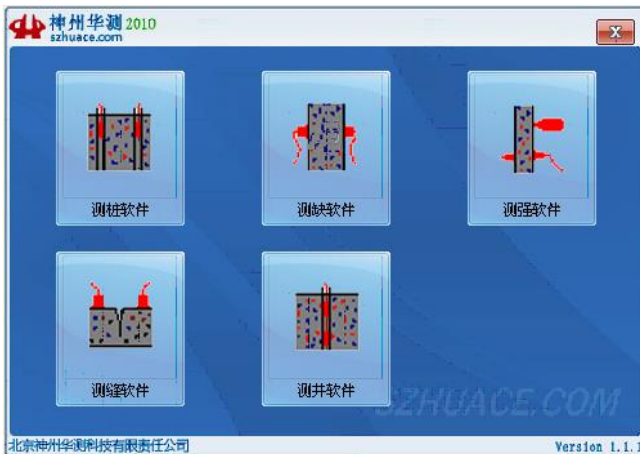 神州华测 2010
szhuace.com
X
测桩软件
测缺软件
测强软件
测缝软件
测井软件
SZHUACE.COM
北京神州华测科技有限责任公司
Version 1.1.1